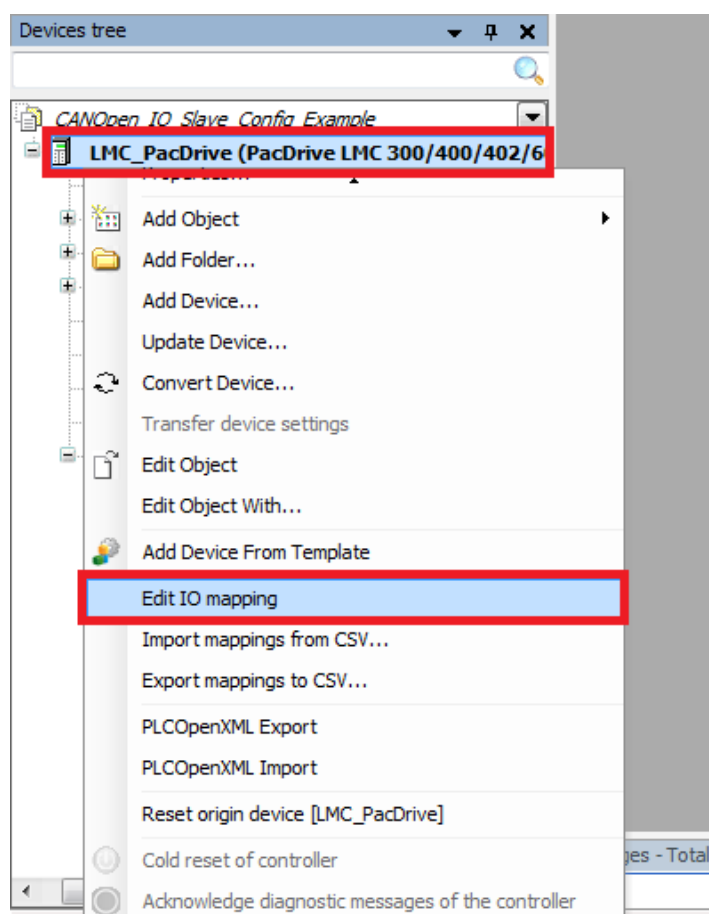 Devices tree
CANOpen_IO_Slave_Config_Example
LMC_PacDrive (PacDrive LMC 300/400/402/6
Properties...
Add Object
Add Folder...
Add Device...
Update Device...
Convert Device...
Transfer device settings
Edit Object
Edit Object With...
Add Device From Template
Edit IO mapping
Import mappings from CSV...
Export mappings to CSV...
PLCOpenXML Export
PLCOpenXML Import
Reset origin device [LMC_PacDrive]
Cold reset of controller
ges - Total
Acknowledge diagnostic messages of the controller